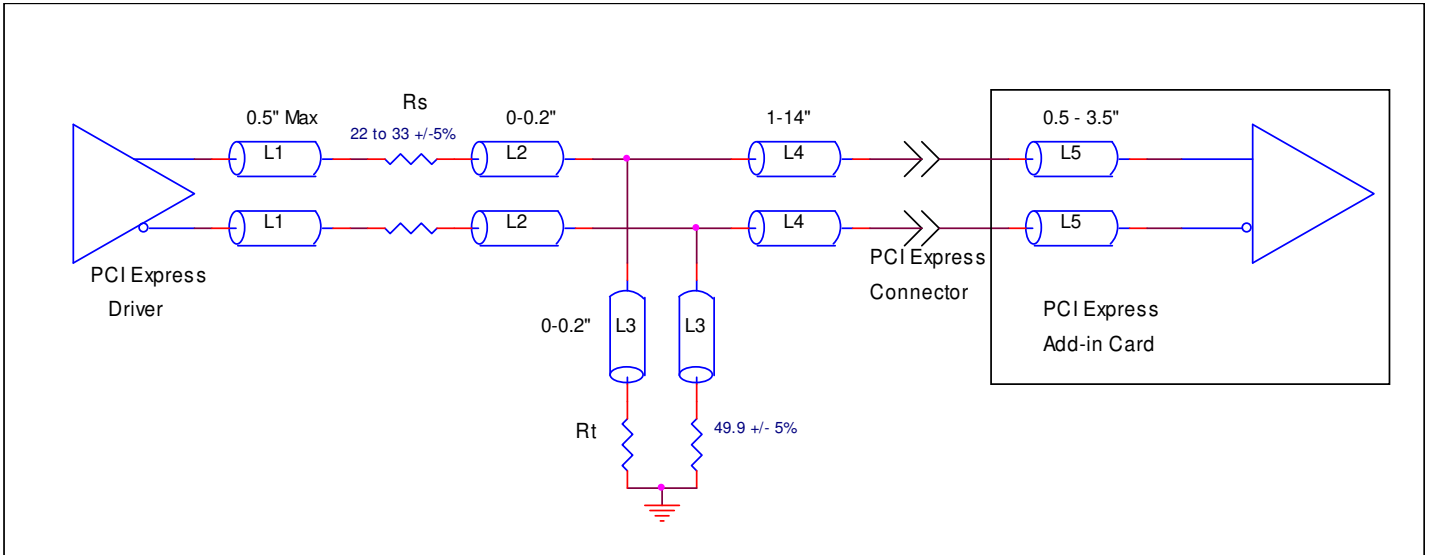 Rs
0.5" Max
22 to 33 +/-5%
0-0.2"
1-14"
0.5 - 3.5"
L1
L2
L4
L5
L1
L2
L4
L5
PCI Express
Driver
PCI Express
Connector
0-0.2"
L3
L3
PCI Express
Add-in Card
Rt
49.9 +/- 5%